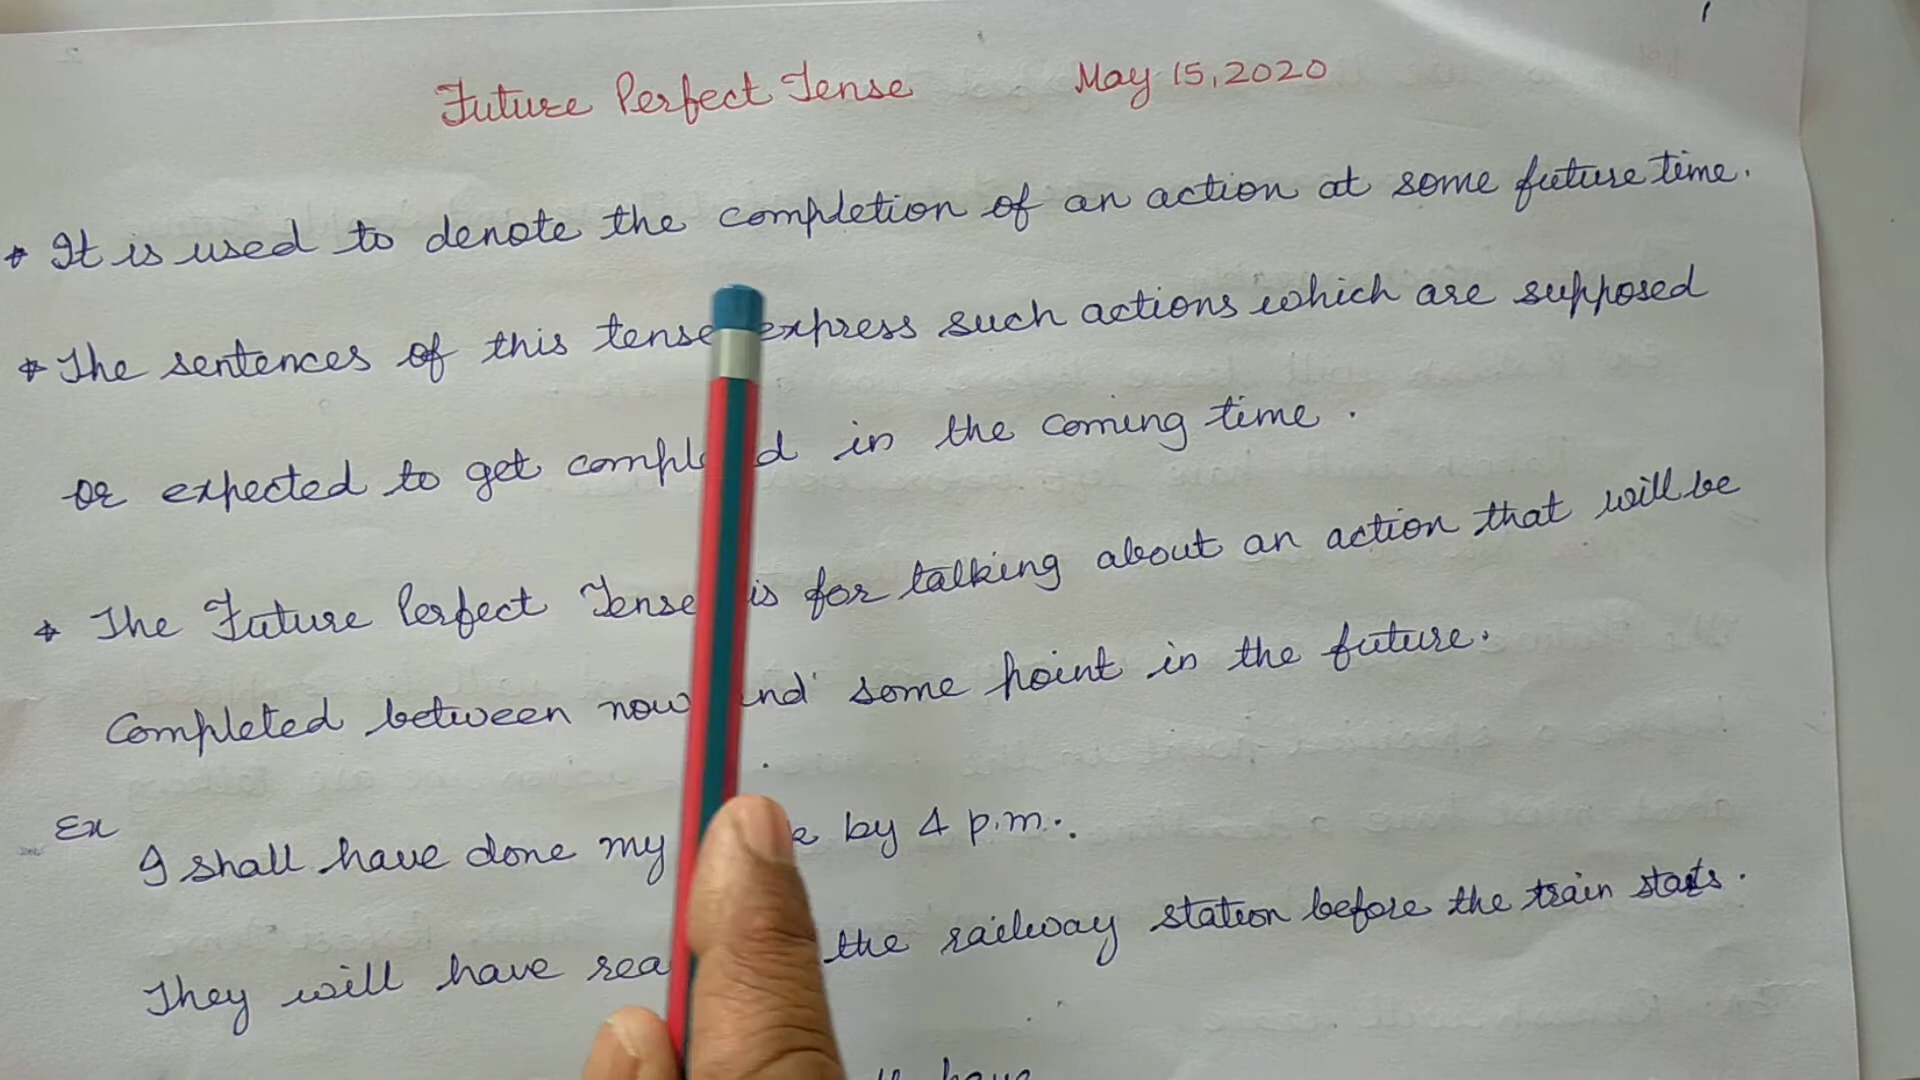 Future Perfect Tense May 15, 2020
* It is used to denote the completion of an action at some future time.
* The sentences of this tense express such actions which are supposed
or expected to get in the coming time.
* The Future Perfect Tense is for talking about an action that will be
Completed between now and some point in the future.
Ex
I shall have done my by 4 p.m.
They will have the railway station before the train starts.
have